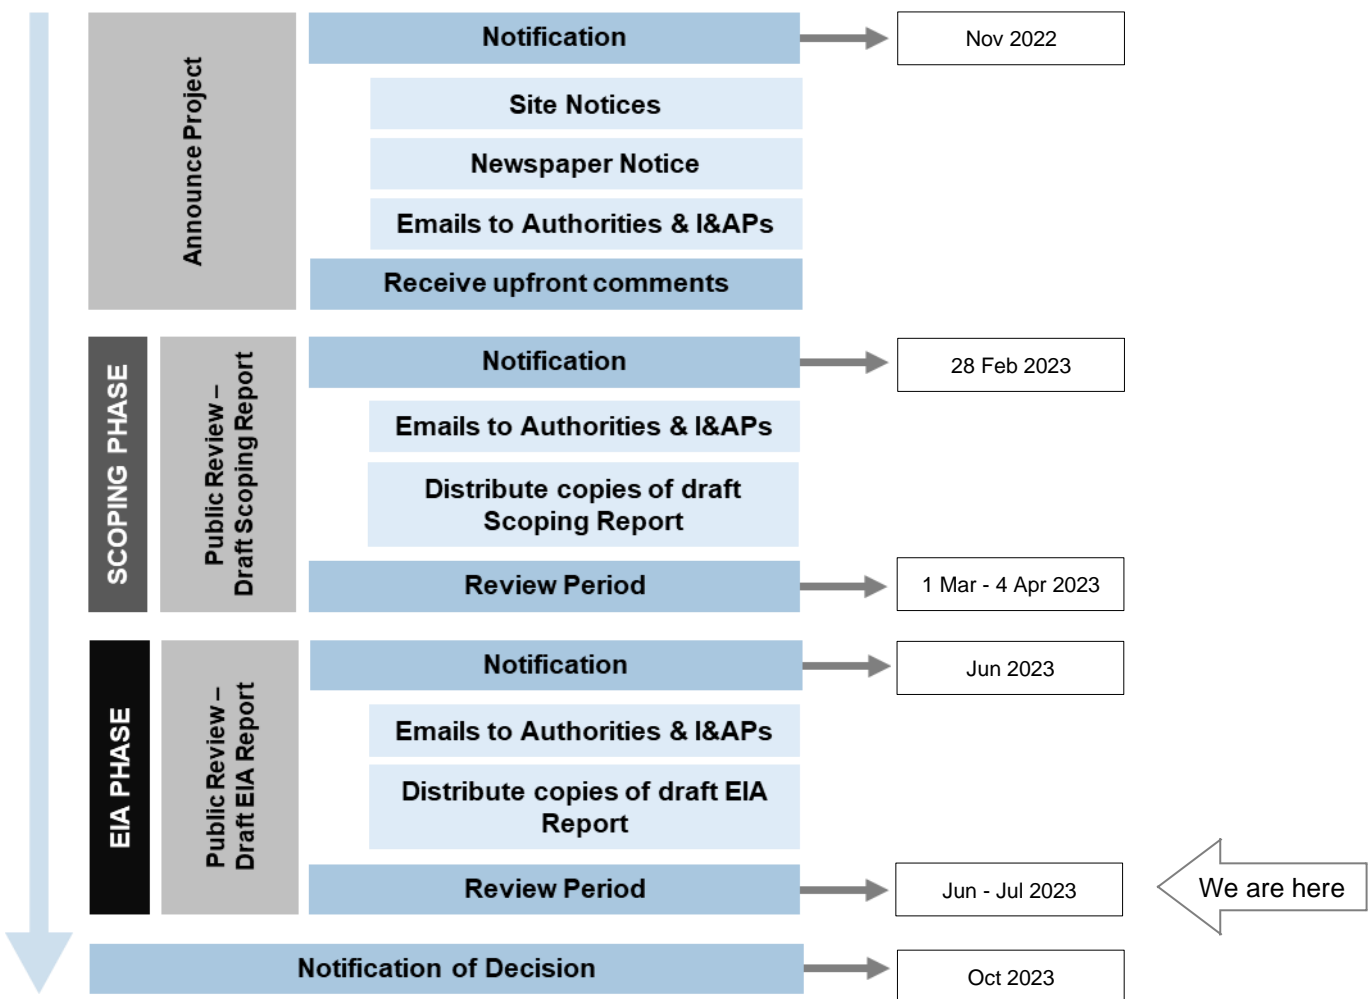 Announce Project
Notification
Nov 2022
Site Notices
Newspaper Notice
Emails to Authorities & I&APs
Receive upfront comments
SCOPING PHASE
Public Review –
Draft Scoping Report
Notification
28 Feb 2023
Emails to Authorities & I&APs
Distribute copies of draft
Scoping Report
Review Period
1 Mar - 4 Apr 2023
EIA PHASE
Public Review –
Draft EIA Report
Notification
Jun 2023
Emails to Authorities & I&APs
Distribute copies of draft EIA
Report
Review Period
Jun - Jul 2023
We are here
Notification of Decision
Oct 2023